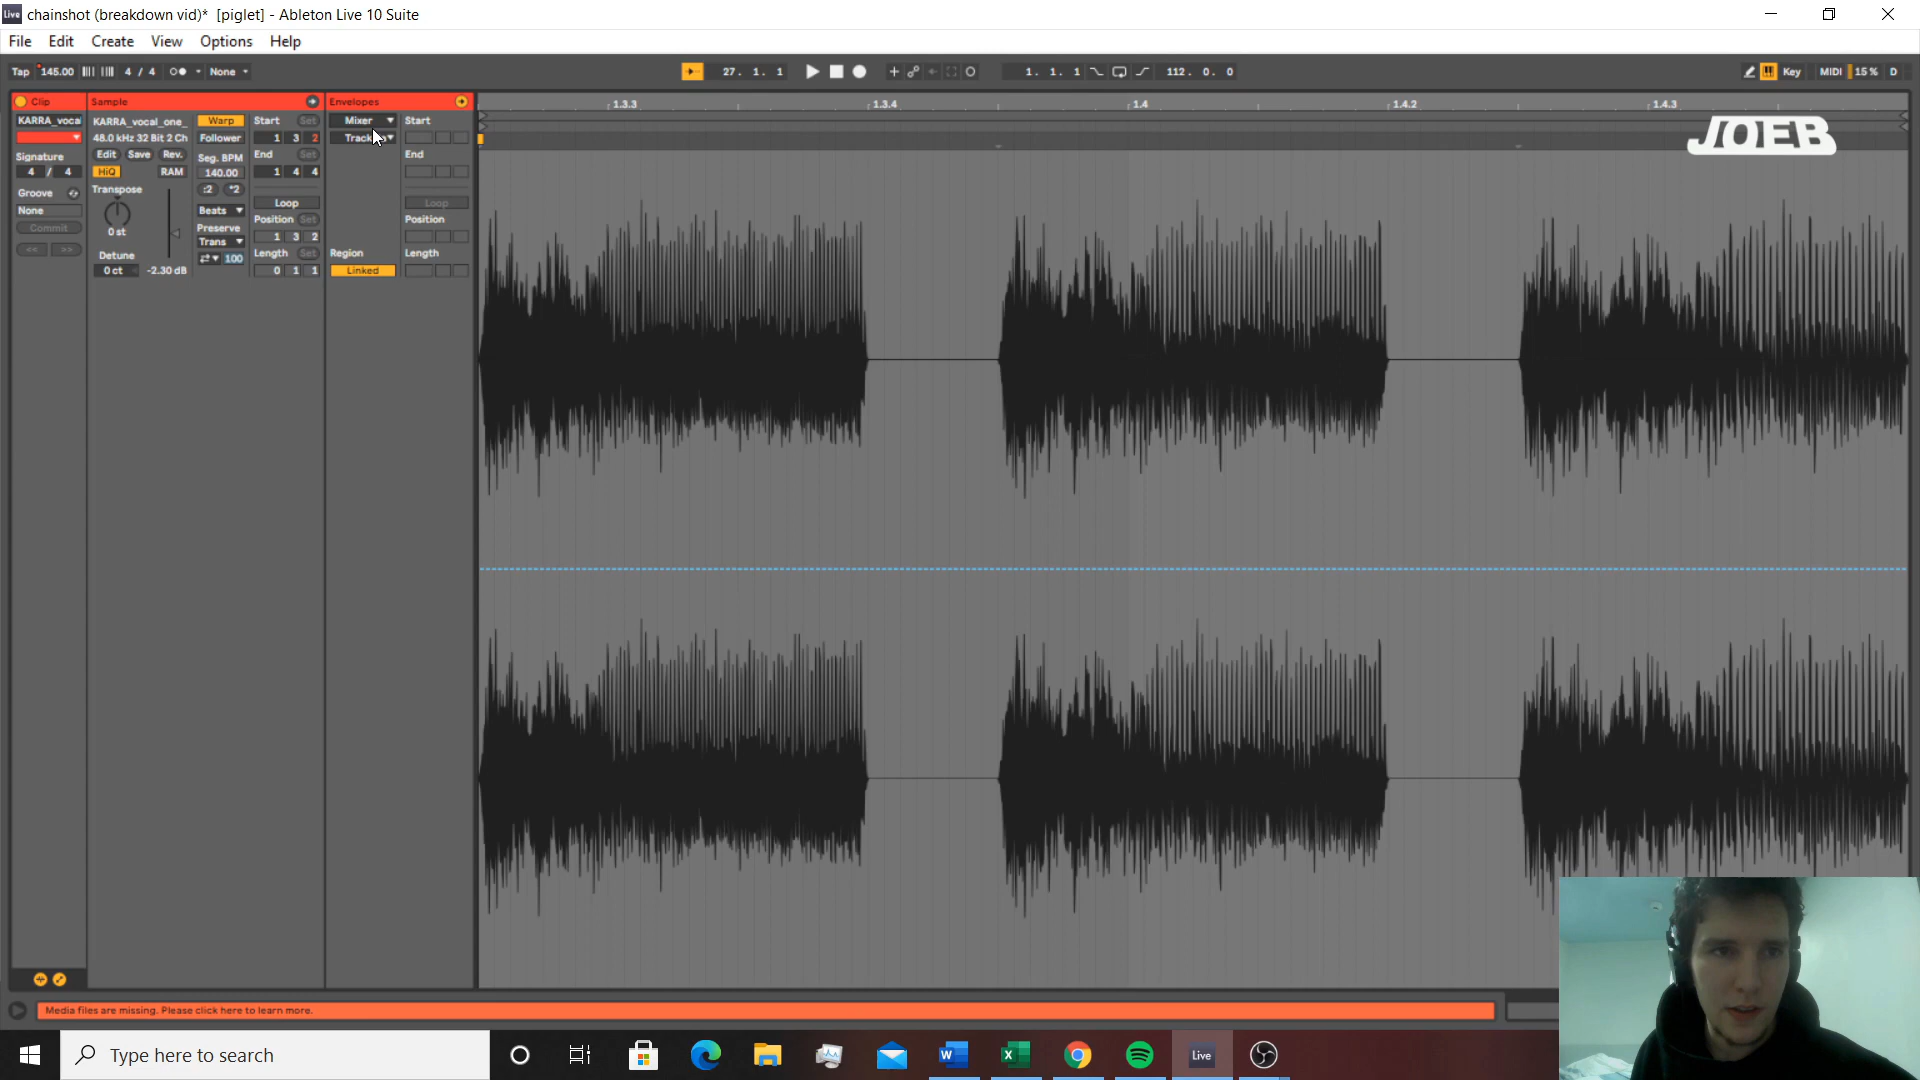 Live chainshot (breakdown vid)* [piglet] - Ableton Live 10 Suite
File Edit Create View Options Help
Tap 145.00 4 / 4 None 27. 1. 1 1. 1. 1 112. 0. 0 Key MIDI 15 % D
Clip Sample Envelopes 1.3.3 1.3.4 1.4 1.4.2 1.4.3
KARRA_vocal KARRA_vocal_one_ Warp Start Set Mixer Start
48.0 kHz 32 Bit 2 Ch Follower 1 3 2 JOEB
Signature Edit Save Rev. Seg. BPM End Set End
4 / 4 HiQ RAM 140.00 1 4 4
Groove Transpose :2 *2
None 0 st Beats Loop Loop
Commit Preserve Position Set Position
<< >> Trans 1 3 2
Detune 100 Length Set Region Length
0 ct -2.30 dB 0 1 1 Linked
Media files are missing. Please click here to learn more.
Type here to search
Live